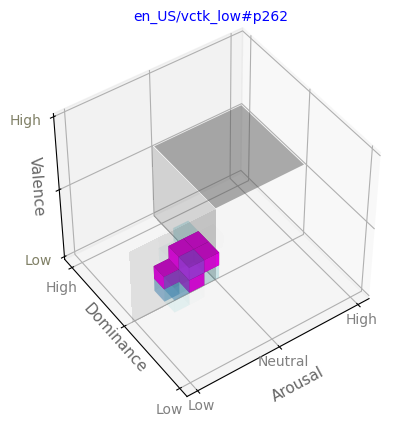 en_US/vctk_low#p262
High
Valence
Low
High
Dominance
Low
Low
Arousal
Neutral
High